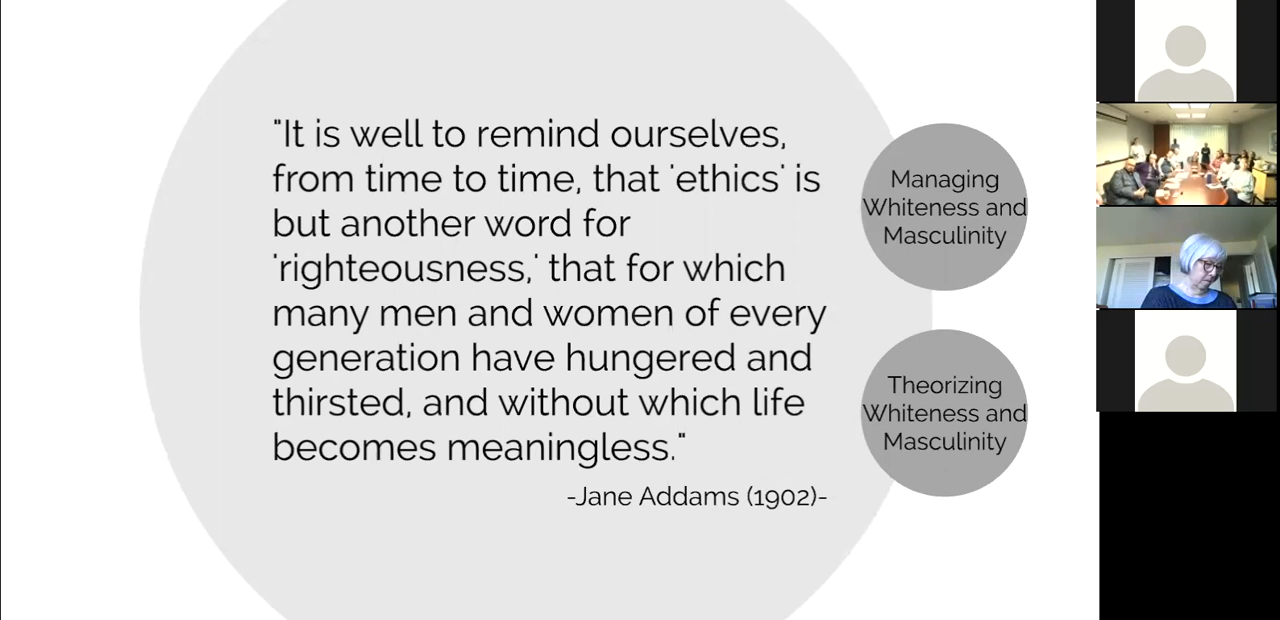 "It is well to remind ourselves,
from time to time, that 'ethics' is
but another word for
'righteousness,' that for which
many men and women of every
generation have hungered and
thirsted, and without which life
becomes meaningless."
-Jane Addams (1902)-
Managing
Whiteness and
Masculinity
Theorizing
Whiteness and
Masculinity